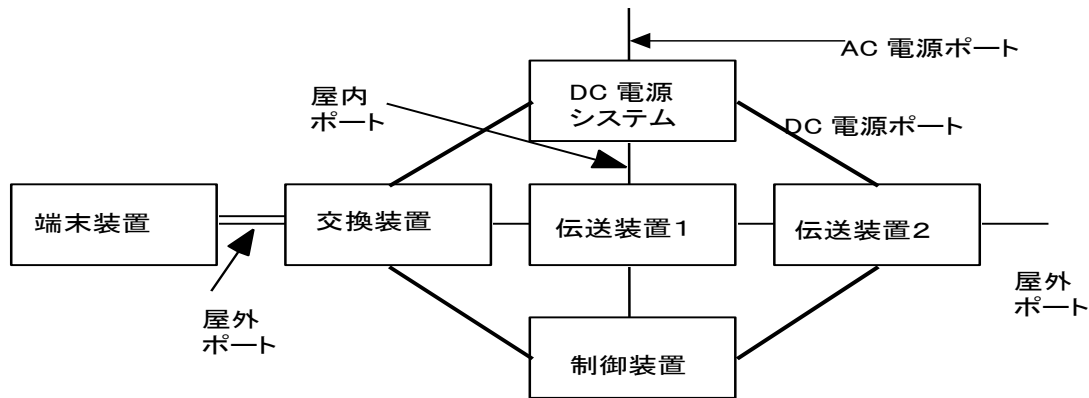 AC 電源ポート
屋内
ポート
DC 電源
システム
DC 電源ポート
端末装置
交換装置
伝送装置1
伝送装置2
屋外
ポート
屋外
ポート
制御装置